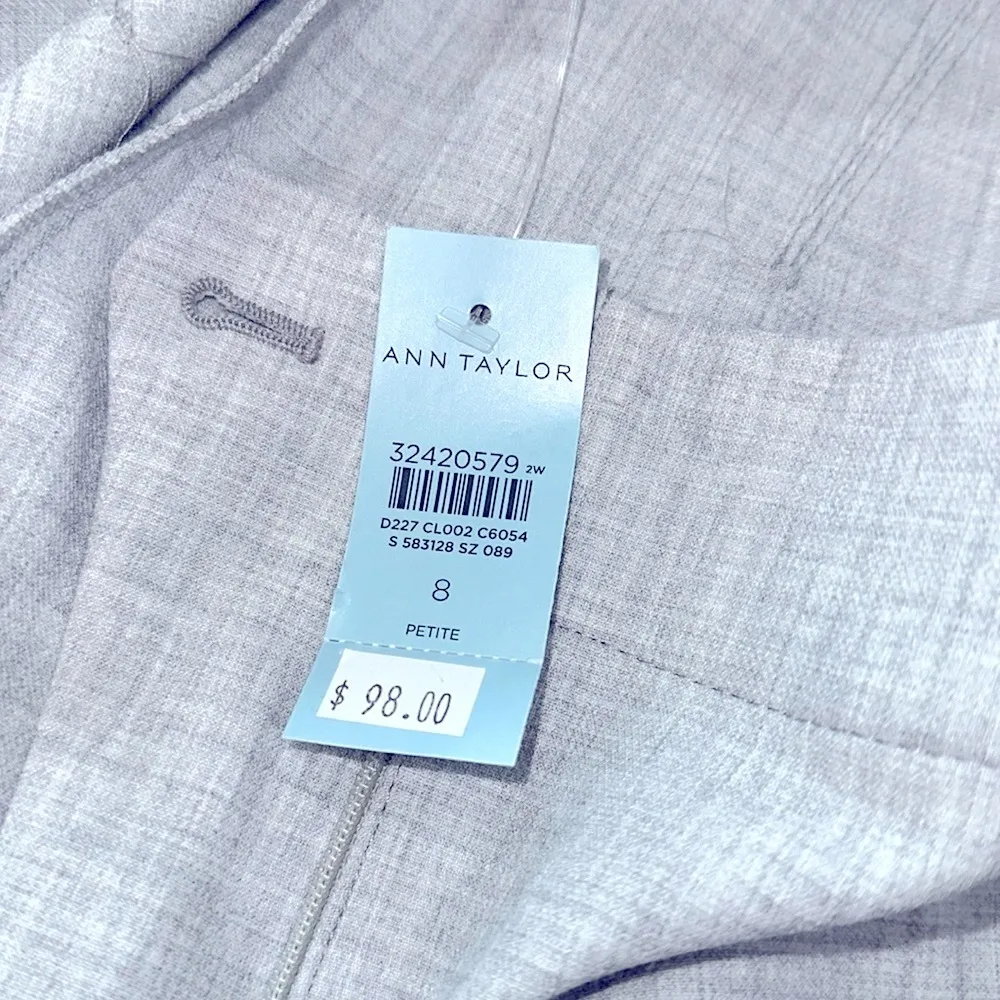 ANN TAYLOR
32420579 2W
D227 CL002 C6054
S 583128 SZ 089
8
PETITE
$ 98.00